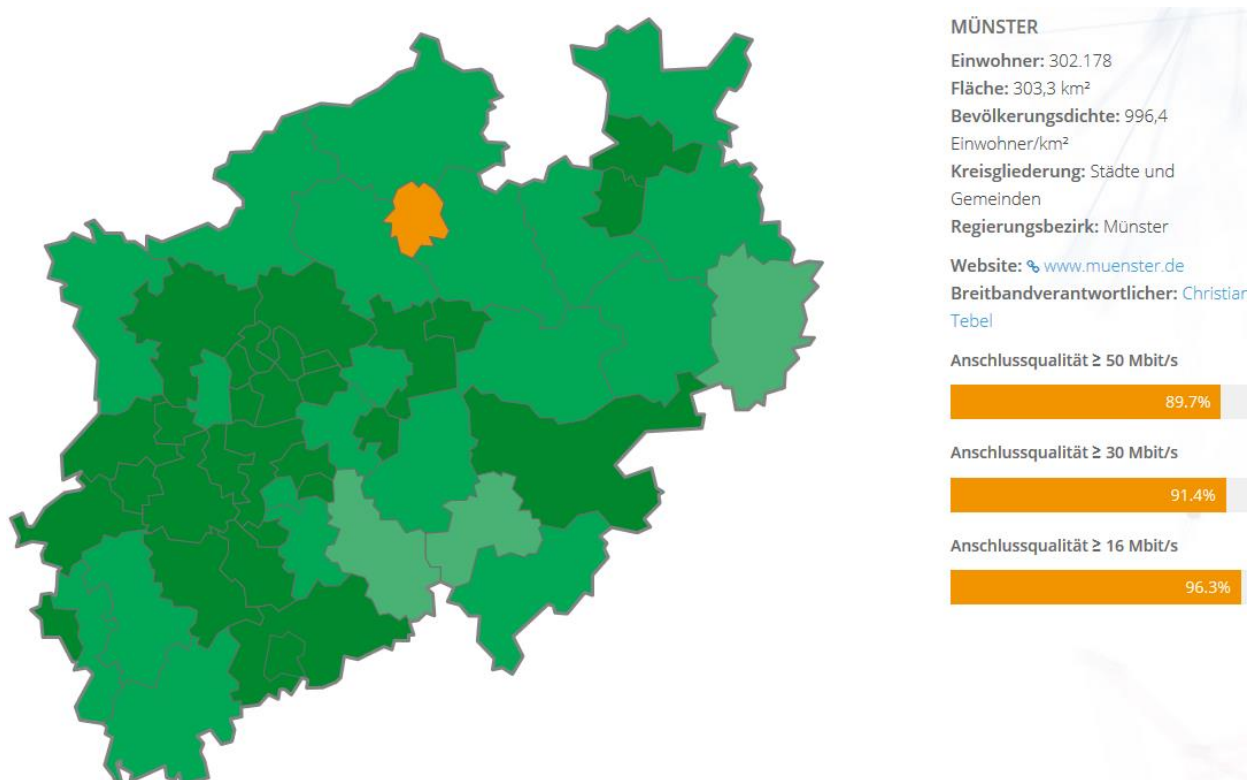 MÜNSTER
Einwohner: 302.178
Fläche: 303,3 km²
Bevölkerungsdichte: 996,4
Einwohner/km²
Kreisgliederung: Städte und
Gemeinden
Regierungsbezirk: Münster
Website: www.muenster.de
Breitbandverantwortlicher: Christian
Tebel
Anschlussqualität ≥ 50 Mbit/s
89.7%
Anschlussqualität ≥ 30 Mbit/s
91.4%
Anschlussqualität ≥ 16 Mbit/s
96.3%